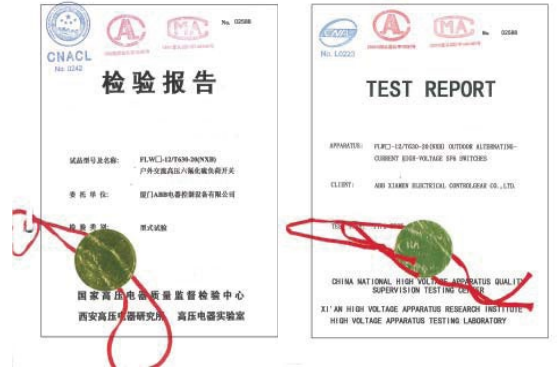 CNACL
No. 0242
No. 02588
检验报告
试品型号及名称: FLW□-12/T630-20(NXB)
户外交流高压六氟化硫负荷开关
委托单位: 厦门ABB电器控制设备有限公司
检验类别: 型式试验
国家高压电器质量监督检验中心
西安高压电器研究所 高压电器实验室
No. L0223
No. 02588
TEST REPORT
APPARATUS: FLW□-12/T630-20(NXB) OUTDOOR ALTERNATING-
CURRENT HIGH-VOLTAGE SF6 SWITCHES
CLIENT: ABB XIAMEN ELECTRICAL CONTROLGEAR CO., LTD.
CHINA NATIONAL HIGH VOLTAGE APPARATUS QUALITY
SUPERVISION TESTING CENTER
XI'AN HIGH VOLTAGE APPARATUS RESEARCH INSTITUTE
HIGH VOLTAGE APPARATUS TESTING LABORATORY